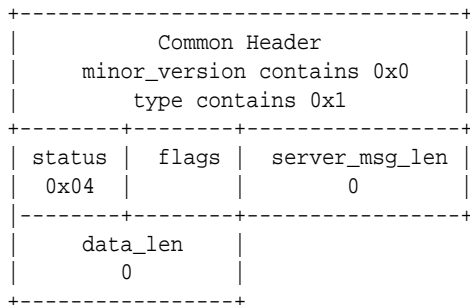 +----------------------------------+
|          Common Header           |
|    minor_version contains 0x0    |
|        type contains 0x1         |
+--------+--------+----------------+
| status | flags | server_msg_len |
| 0x04 | | 0 |
|--------+--------+----------------+
| data_len |
| 0 |
+-----------------+